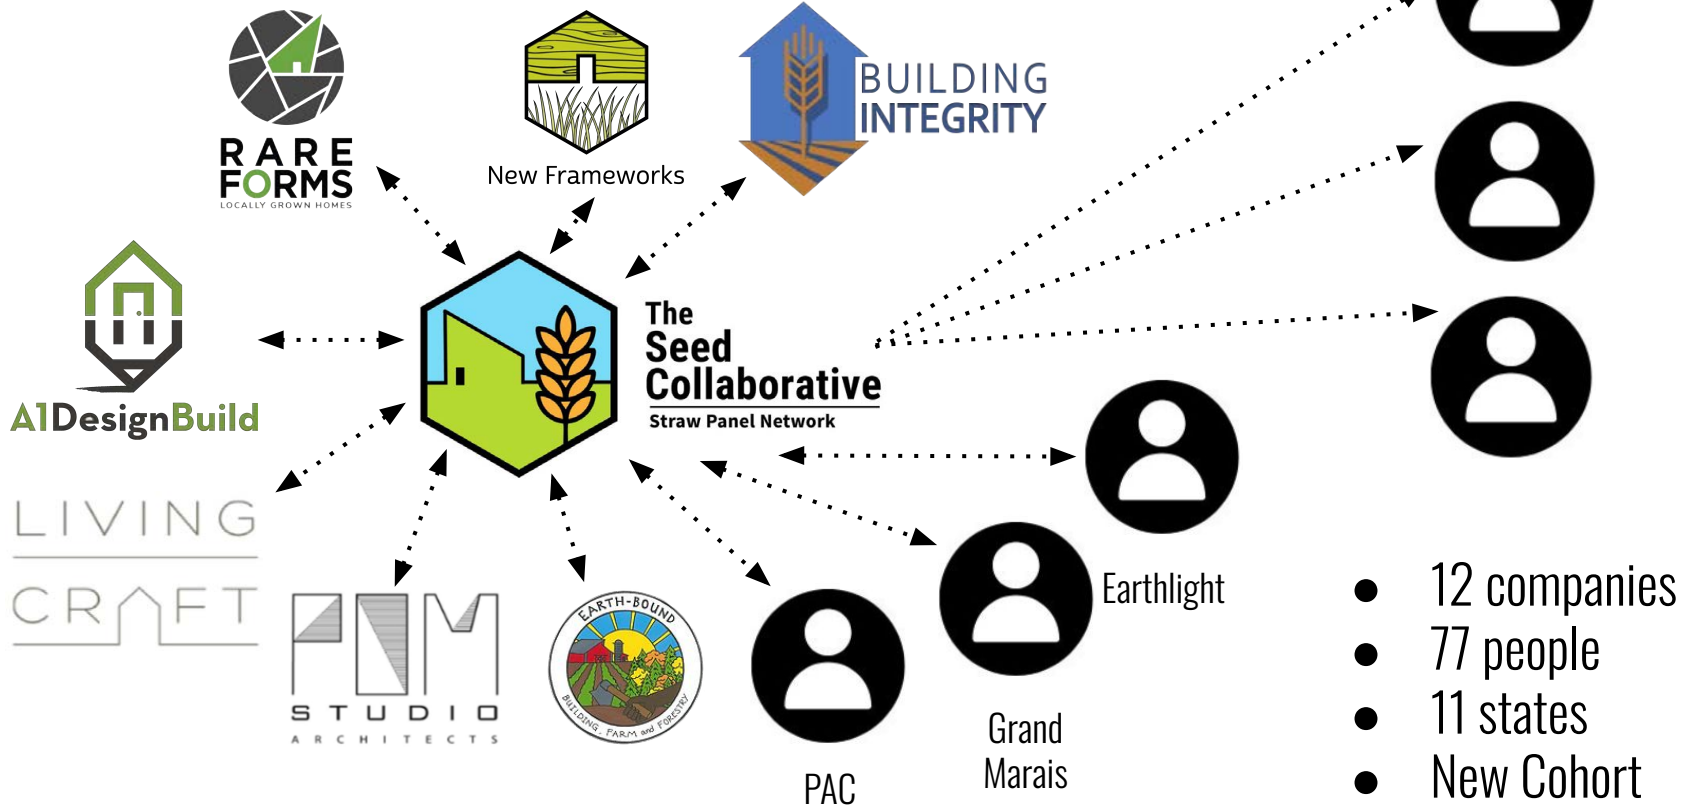 RARE
FORMS
LOCALLY GROWN HOMES
New Frameworks
BUILDING
INTEGRITY
A1DesignBuild
The
Seed
Collaborative
Straw Panel Network
LIVING
CRAFT
POM
STUDIO
ARCHITECTS
EARTH-BOUND
BUILDING, FARM and FORESTRY
PAC
Grand
Marais
Earthlight
● 12 companies
● 77 people
● 11 states
● New Cohort